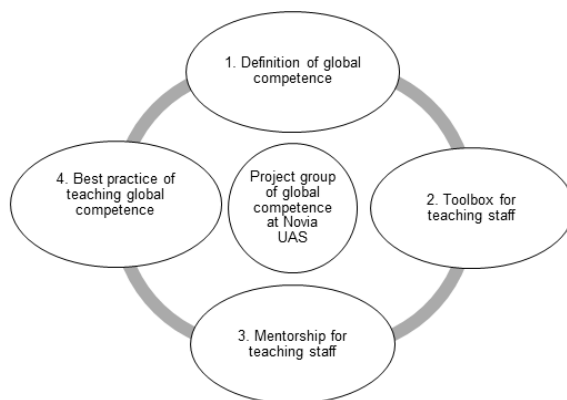 1. Definition of global
competence
4. Best practice of
teaching global
competence
Project group
of global
competence
at Novia
UAS
2. Toolbox for
teaching staff
3. Mentorship for
teaching staff